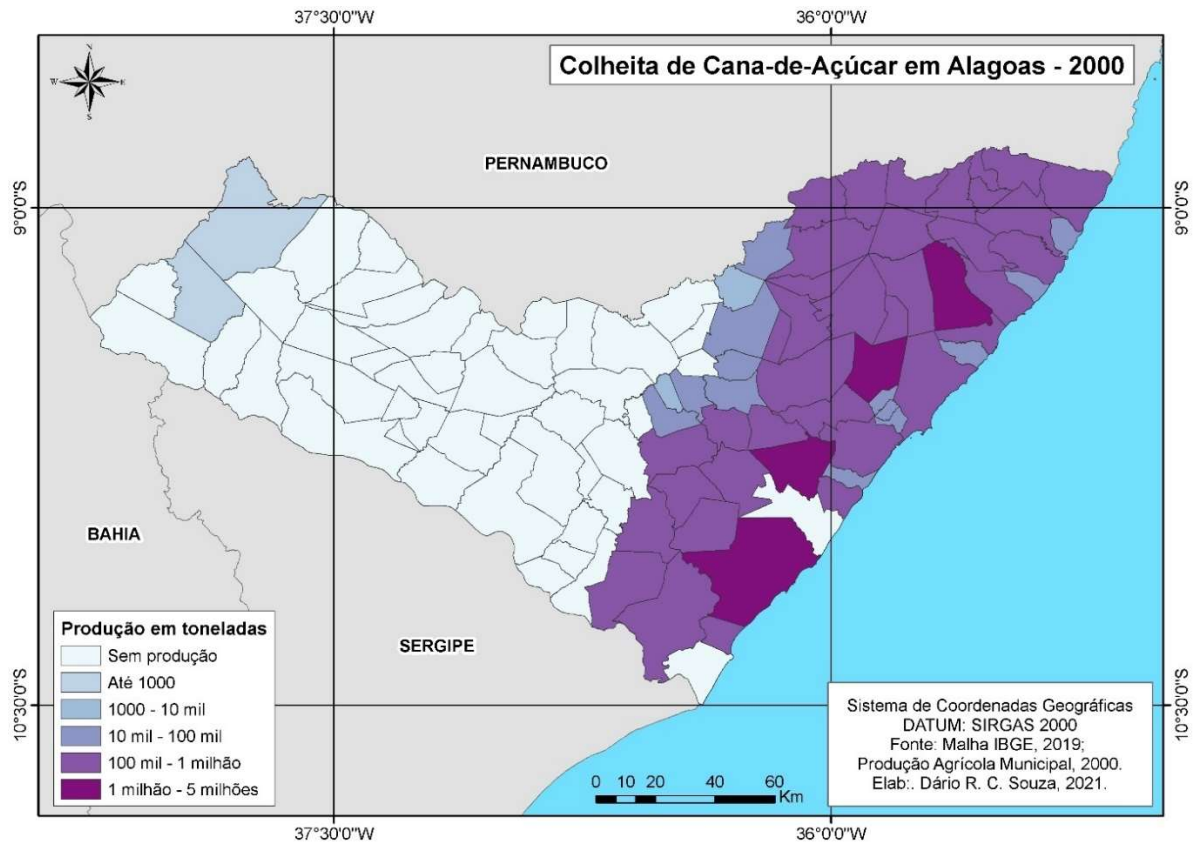 37°30'0"W
36°0'0"W
N
W
E
S
Colheita de Cana-de-Açúcar em Alagoas - 2000
PERNAMBUCO
9°0'0"S
9°0'0"S
BAHIA
SERGIPE
Produção em toneladas
Sem produção
Até 1000
1000 - 10 mil
10 mil - 100 mil
100 mil - 1 milhão
1 milhão - 5 milhões
10°30'0"S
10°30'0"S
Sistema de Coordenadas Geográficas
DATUM: SIRGAS 2000
Fonte: Malha IBGE, 2019;
Produção Agrícola Municipal, 2000.
Elab:. Dário R. C. Souza, 2021.
0 10 20 40 60
Km
37°30'0"W
36°0'0"W